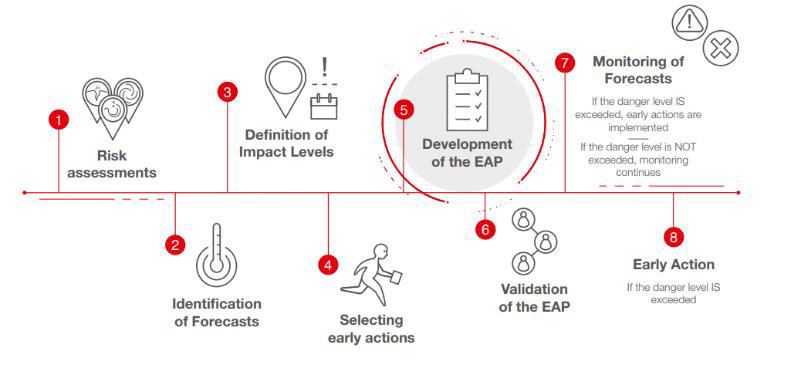 1
Risk
assessments
2
Identification
of Forecasts
3
Definition of
Impact Levels
4
Selecting
early actions
5
Development
of the EAP
6
Validation
of the EAP
7
Monitoring of
Forecasts
If the danger level IS
exceeded, early actions are
implemented
If the danger level is NOT
exceeded, monitoring
continues
8
Early Action
If the danger level IS
exceeded